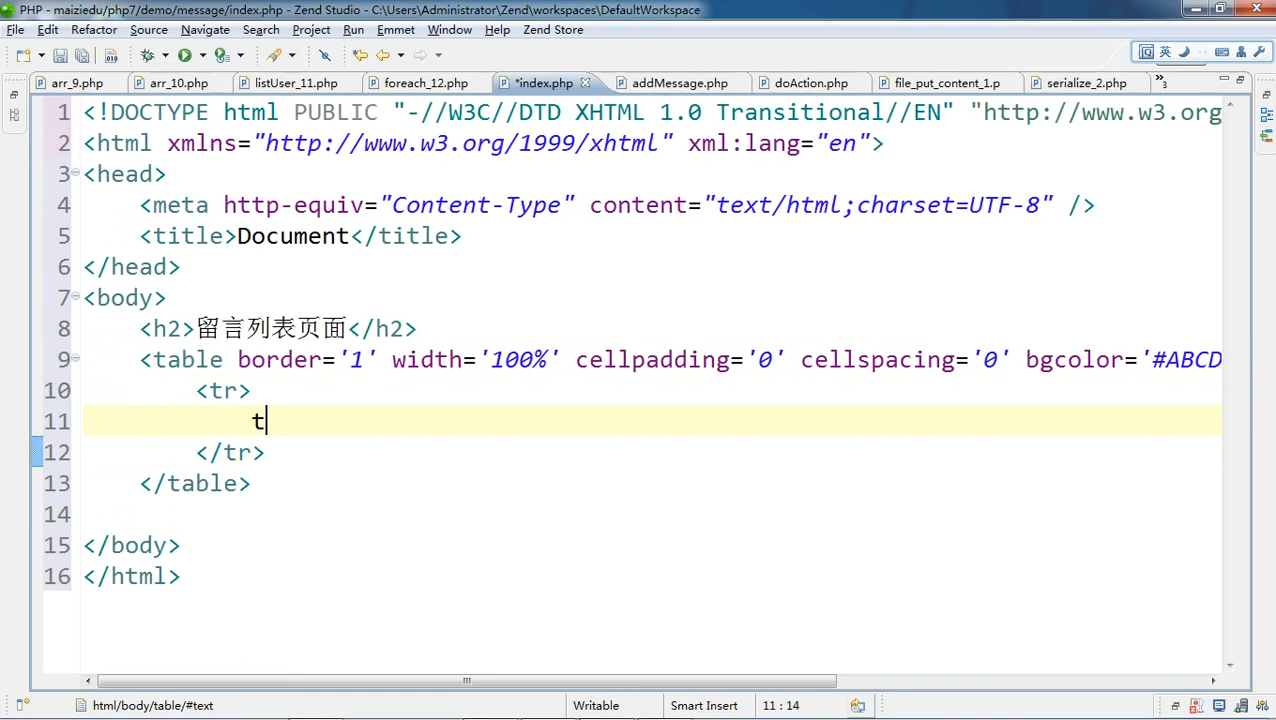 PHP - maiziedu/php7/demo/message/index.php - Zend Studio - C:\Users\Administrator\Zend\workspaces\DefaultWorkspace
File Edit Refactor Source Navigate Search Project Run Emmet Window Help Zend Store
英
arr_9.php arr_10.php listUser_11.php foreach_12.php *index.php addMessage.php doAction.php file_put_content_1.p serialize_2.php »3
1 <!DOCTYPE html PUBLIC "-//W3C//DTD XHTML 1.0 Transitional//EN" "http://www.w3.org
2 <html xmlns="http://www.w3.org/1999/xhtml" xml:lang="en">
3 <head>
4 <meta http-equiv="Content-Type" content="text/html;charset=UTF-8" />
5 <title>Document</title>
6 </head>
7 <body>
8 <h2>留言列表页面</h2>
9 <table border='1' width='100%' cellpadding='0' cellspacing='0' bgcolor='#ABCD
10 <tr>
11 t
12 </tr>
13 </table>
14
15 </body>
16 </html>
html/body/table/#text Writable Smart Insert 11 : 14